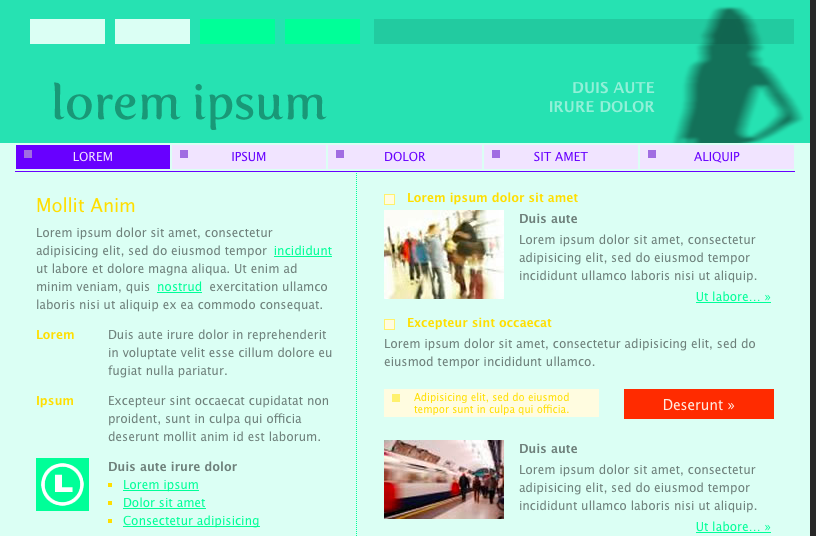 lorem ipsum
DUIS AUTE
IRURE DOLOR
LOREM
IPSUM
DOLOR
SIT AMET
ALIQUIP
Mollit Anim
Lorem ipsum dolor sit amet, consectetur
adipisicing elit, sed do eiusmod tempor incididunt
ut labore et dolore magna aliqua. Ut enim ad
minim veniam, quis nostrud exercitation ullamco
laboris nisi ut aliquip ex ea commodo consequat.
Lorem
Duis aute irure dolor in reprehenderit
in voluptate velit esse cillum dolore eu
fugiat nulla pariatur.
Ipsum
Excepteur sint occaecat cupidatat non
proident, sunt in culpa qui officia
deserunt mollit anim id est laborum.
Duis aute irure dolor
Lorem ipsum
Dolor sit amet
Consectetur adipisicing
Lorem ipsum dolor sit amet
Duis aute
Lorem ipsum dolor sit amet, consectetur
adipisicing elit, sed do eiusmod tempor
incididunt ullamco laboris nisi ut aliquip.
Ut labore... »
Excepteur sint occaecat
Lorem ipsum dolor sit amet, consectetur adipisicing elit, sed do
eiusmod tempor incididunt ullamco.
Adipisicing elit, sed do eiusmod
tempor sunt in culpa qui officia.
Deserunt »
Duis aute
Lorem ipsum dolor sit amet, consectetur
adipisicing elit, sed do eiusmod tempor
incididunt ullamco laboris nisi ut aliquip.
Ut labore... »